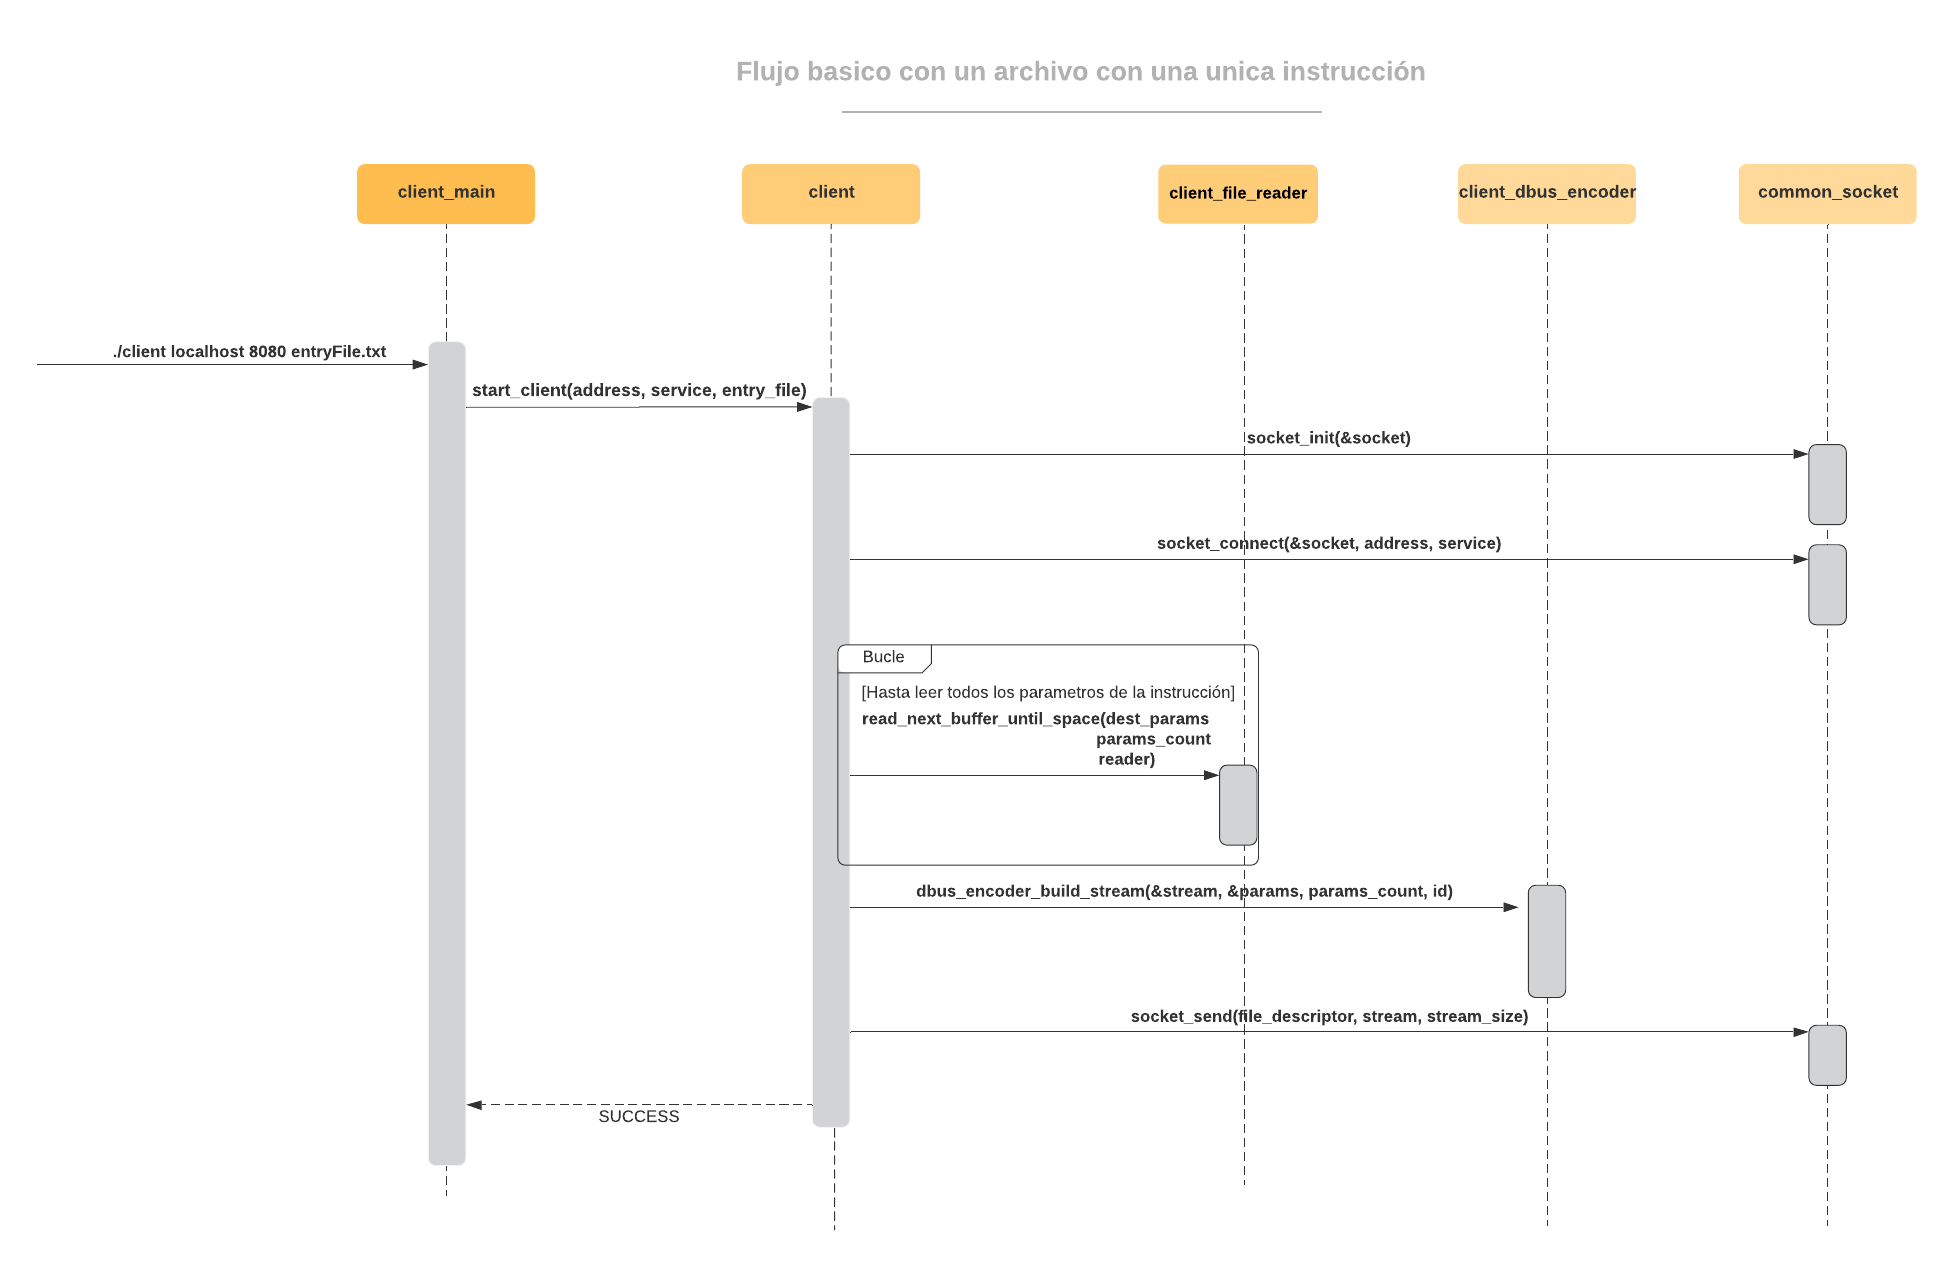 Flujo basico con un archivo con una unica instrucción
client_main
client
client_file_reader
client_dbus_encoder
common_socket
./client localhost 8080 entryFile.txt
start_client(address, service, entry_file)
socket_init(&socket)
socket_connect(&socket, address, service)
Bucle
[Hasta leer todos los parametros de la instrucción]
read_next_buffer_until_space(dest_params
params_count
reader)
dbus_encoder_build_stream(&stream, &params, params_count, id)
socket_send(file_descriptor, stream, stream_size)
SUCCESS